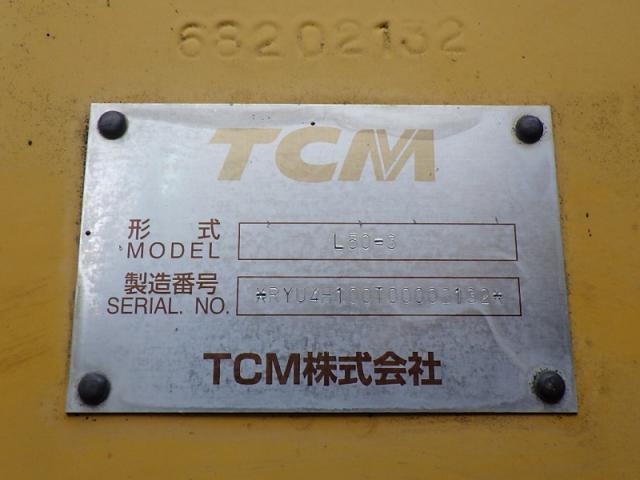 68202132
TCM
形 式
MODEL
L50-3
製造番号
SERIAL. NO.
TCM株式会社